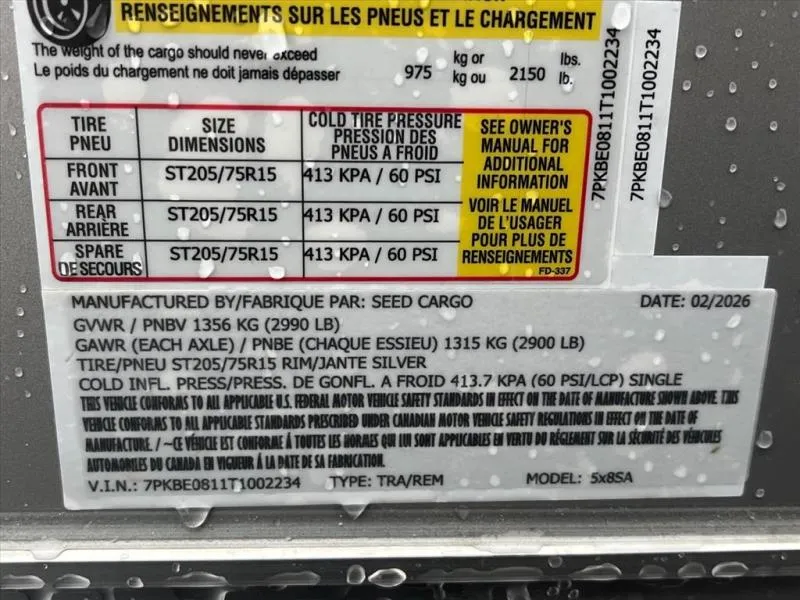 RENSEIGNEMENTS SUR LES PNEUS ET LE CHARGEMENT
The weight of the cargo should never exceed kg or lbs.
Le poids du chargement ne doit jamais dépasser 975 kg ou 2150 lb.
TIRE SIZE COLD TIRE PRESSURE
PNEU DIMENSIONS PRESSION DES
PNEUS A FROID
FRONT
AVANT ST205/75R15 413 KPA / 60 PSI
REAR
ARRIÈRE ST205/75R15 413 KPA / 60 PSI
SPARE
DE SECOURS ST205/75R15 413 KPA / 60 PSI
SEE OWNER'S
MANUAL FOR
ADDITIONAL
INFORMATION
VOIR LE MANUEL
DE L'USAGER
POUR PLUS DE
RENSEIGNEMENTS
FD-337
7PKBE0811T1002234
7PKBE0811T1002234
MANUFACTURED BY/FABRIQUE PAR: SEED CARGO DATE: 02/2026
GVWR / PNBV 1356 KG (2990 LB)
GAWR (EACH AXLE) / PNBE (CHAQUE ESSIEU) 1315 KG (2900 LB)
TIRE/PNEU ST205/75R15 RIM/JANTE SILVER
COLD INFL. PRESS/PRESS. DE GONFL. A FROID 413.7 KPA (60 PSI/LCP) SINGLE
THIS VEHICLE CONFORMS TO ALL APPLICABLE U.S. FEDERAL MOTOR VEHICLE SAFETY STANDARDS IN EFFECT ON THE DATE OF MANUFACTURE SHOWN ABOVE. THIS
VEHICLE CONFORMS TO ALL APPLICABLE STANDARDS PRESCRIBED UNDER CANADIAN MOTOR VEHICLE SAFETY REGULATIONS IN EFFECT ON THE DATE OF
MANUFACTURE. / ~CE VÉHICLE EST CONFORME Á TOUTES LES NORMES QUI LUI SONT APPLICABLES EN VERTU DU RÉGLEMENT SUR LA SÉCURITÉ DES VÉHICULES
AUTOMOBILES DU CANADA EN VIGUEUR Á LA DATE DE SA FABRICATION.
V.I.N.: 7PKBE0811T1002234 TYPE: TRA/REM MODEL: 5x8SA